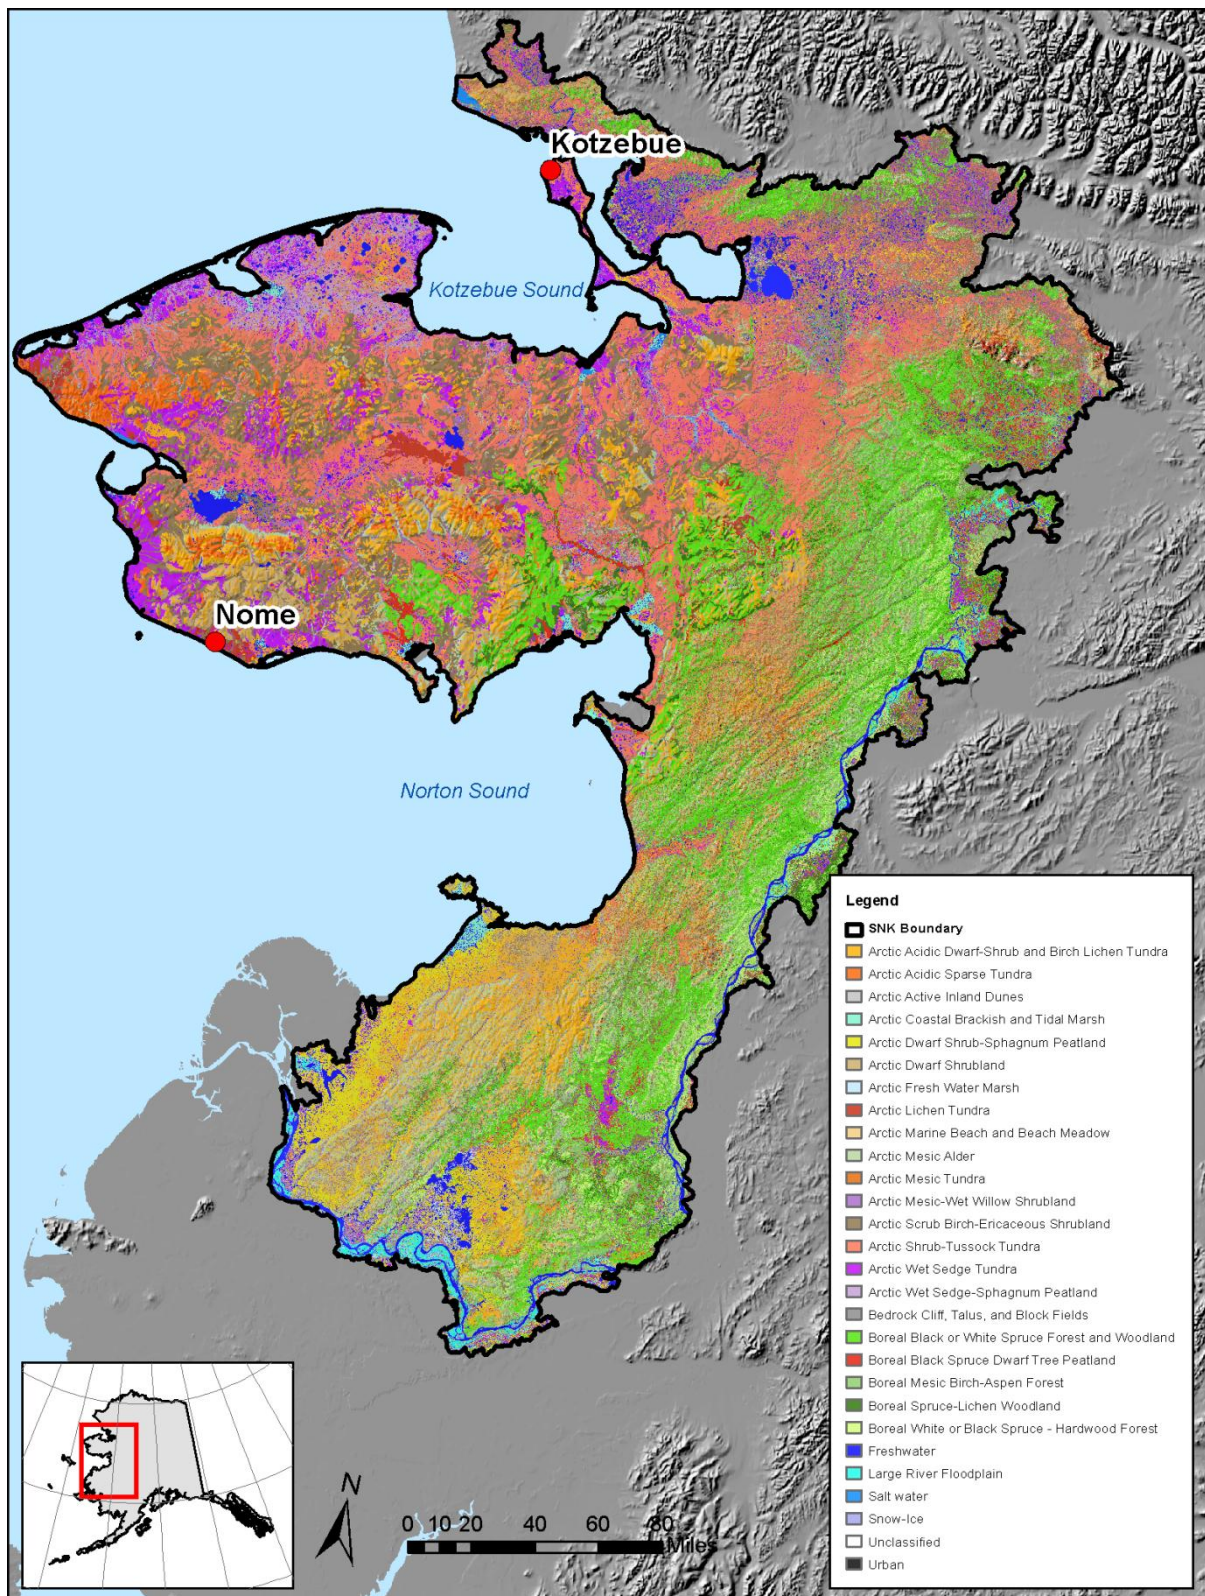 Kotzebue
Kotzebue Sound
Nome
Norton Sound
Legend
SNK Boundary
Arctic Acidic Dwarf-Shrub and Birch Lichen Tundra
Arctic Acidic Sparse Tundra
Arctic Active Inland Dunes
Arctic Coastal Brackish and Tidal Marsh
Arctic Dwarf Shrub-Sphagnum Peatland
Arctic Dwarf Shrubland
Arctic Fresh Water Marsh
Arctic Lichen Tundra
Arctic Marine Beach and Beach Meadow
Arctic Mesic Alder
Arctic Mesic Tundra
Arctic Mesic-Wet Willow Shrubland
Arctic Scrub Birch-Ericaceous Shrubland
Arctic Shrub-Tussock Tundra
Arctic Wet Sedge Tundra
Arctic Wet Sedge-Sphagnum Peatland
Bedrock Cliff, Talus, and Block Fields
Boreal Black or White Spruce Forest and Woodland
Boreal Black Spruce Dwarf Tree Peatland
Boreal Mesic Birch-Aspen Forest
Boreal Spruce-Lichen Woodland
Boreal White or Black Spruce - Hardwood Forest
Freshwater
Large River Floodplain
Salt water
Snow-Ice
Unclassified
Urban
N
0 10 20 40 60 80
Miles